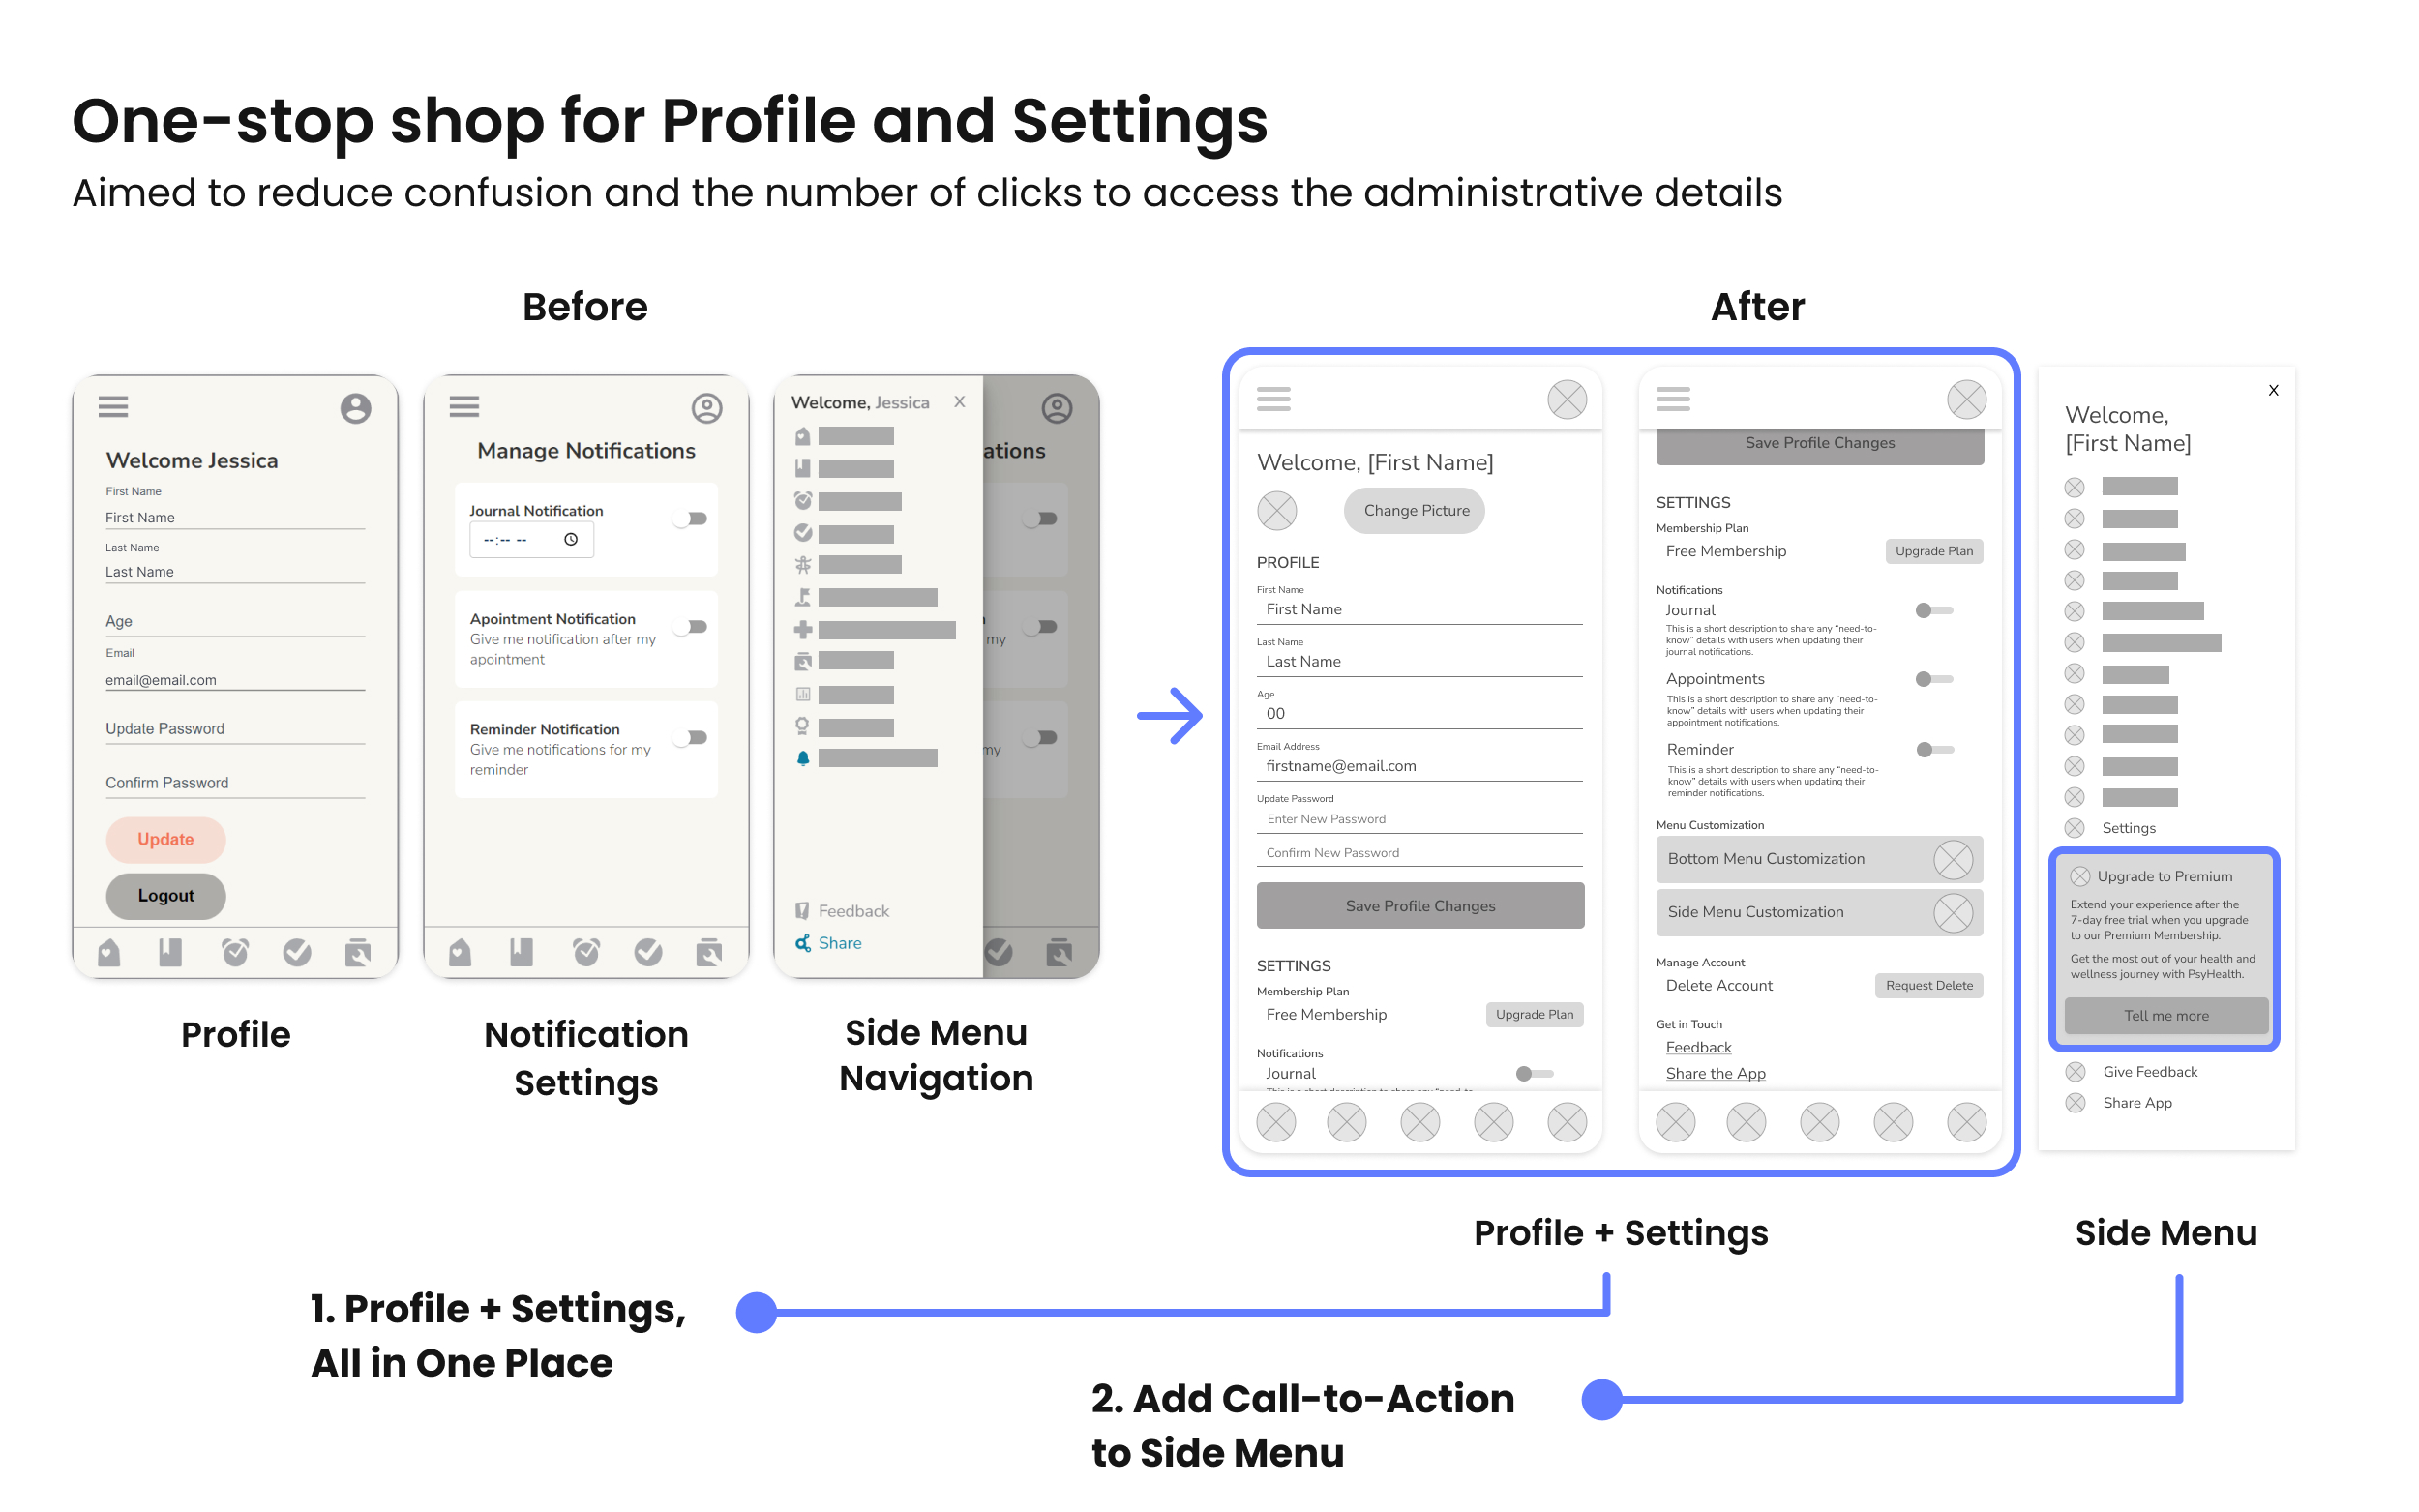 One-stop shop for Profile and Settings
Aimed to reduce confusion and the number of clicks to access the administrative details
Before
Welcome Jessica
First Name
First Name
Last Name
Last Name
Age
Email
email@email.com
Update Password
Confirm Password
Update
Logout
Profile
Manage Notifications
Journal Notification
--:-- --
Apointment Notification
Give me notification after my
apointment
Reminder Notification
Give me notifications for my
reminder
Notification
Settings
Welcome, Jessica
X
ations
my
my
Feedback
Share
Side Menu
Navigation
After
Welcome, [First Name]
Change Picture
PROFILE
First Name
First Name
Last Name
Last Name
Age
00
Email Address
firstname@email.com
Update Password
Enter New Password
Confirm New Password
Save Profile Changes
SETTINGS
Membership Plan
Free Membership
Upgrade Plan
Notifications
Journal
This is a short description to share any "need-to-
Save Profile Changes
SETTINGS
Membership Plan
Free Membership
Upgrade Plan
Notifications
Journal
This is a short description to share any "need-to-
know" details with users when updating their
journal notifications.
Appointments
This is a short description to share any "need-to-
know" details with users when updating their
appointment notifications.
Reminder
This is a short description to share any "need-to-
know" details with users when updating their
reminder notifications.
Menu Customization
Bottom Menu Customization
Side Menu Customization
Manage Account
Delete Account
Request Delete
Get in Touch
Feedback
Share the App
Profile + Settings
X
Welcome,
[First Name]
Settings
Upgrade to Premium
Extend your experience after the
7-day free trial when you upgrade
to our Premium Membership.
Get the most out of your health and
wellness journey with PsyHealth.
Tell me more
Give Feedback
Share App
Side Menu
1. Profile + Settings,
All in One Place
2. Add Call-to-Action
to Side Menu